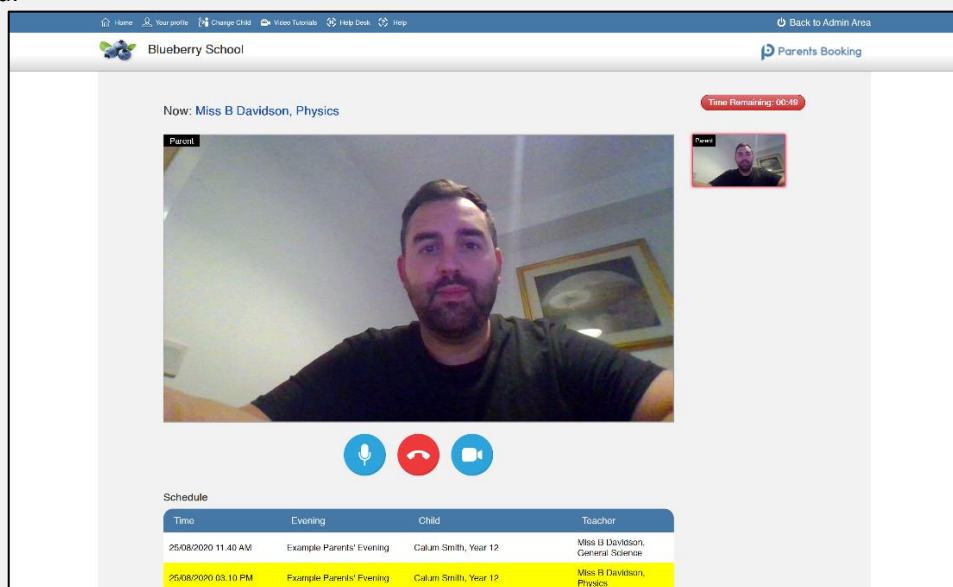 Home Your profile Change Child Video Tutorials Help Desk Help Back to Admin Area
Blueberry School Parents Booking
Now: Miss B Davidson, Physics Time Remaining: 00:49
Parent Parent
Schedule
Time Evening Child Teacher
25/08/2020 11.40 AM Example Parents' Evening Calum Smith, Year 12 Miss B Davidson,
General Science
25/08/2020 03.10 PM Example Parents' Evening Calum Smith, Year 12 Miss B Davidson,
Physics